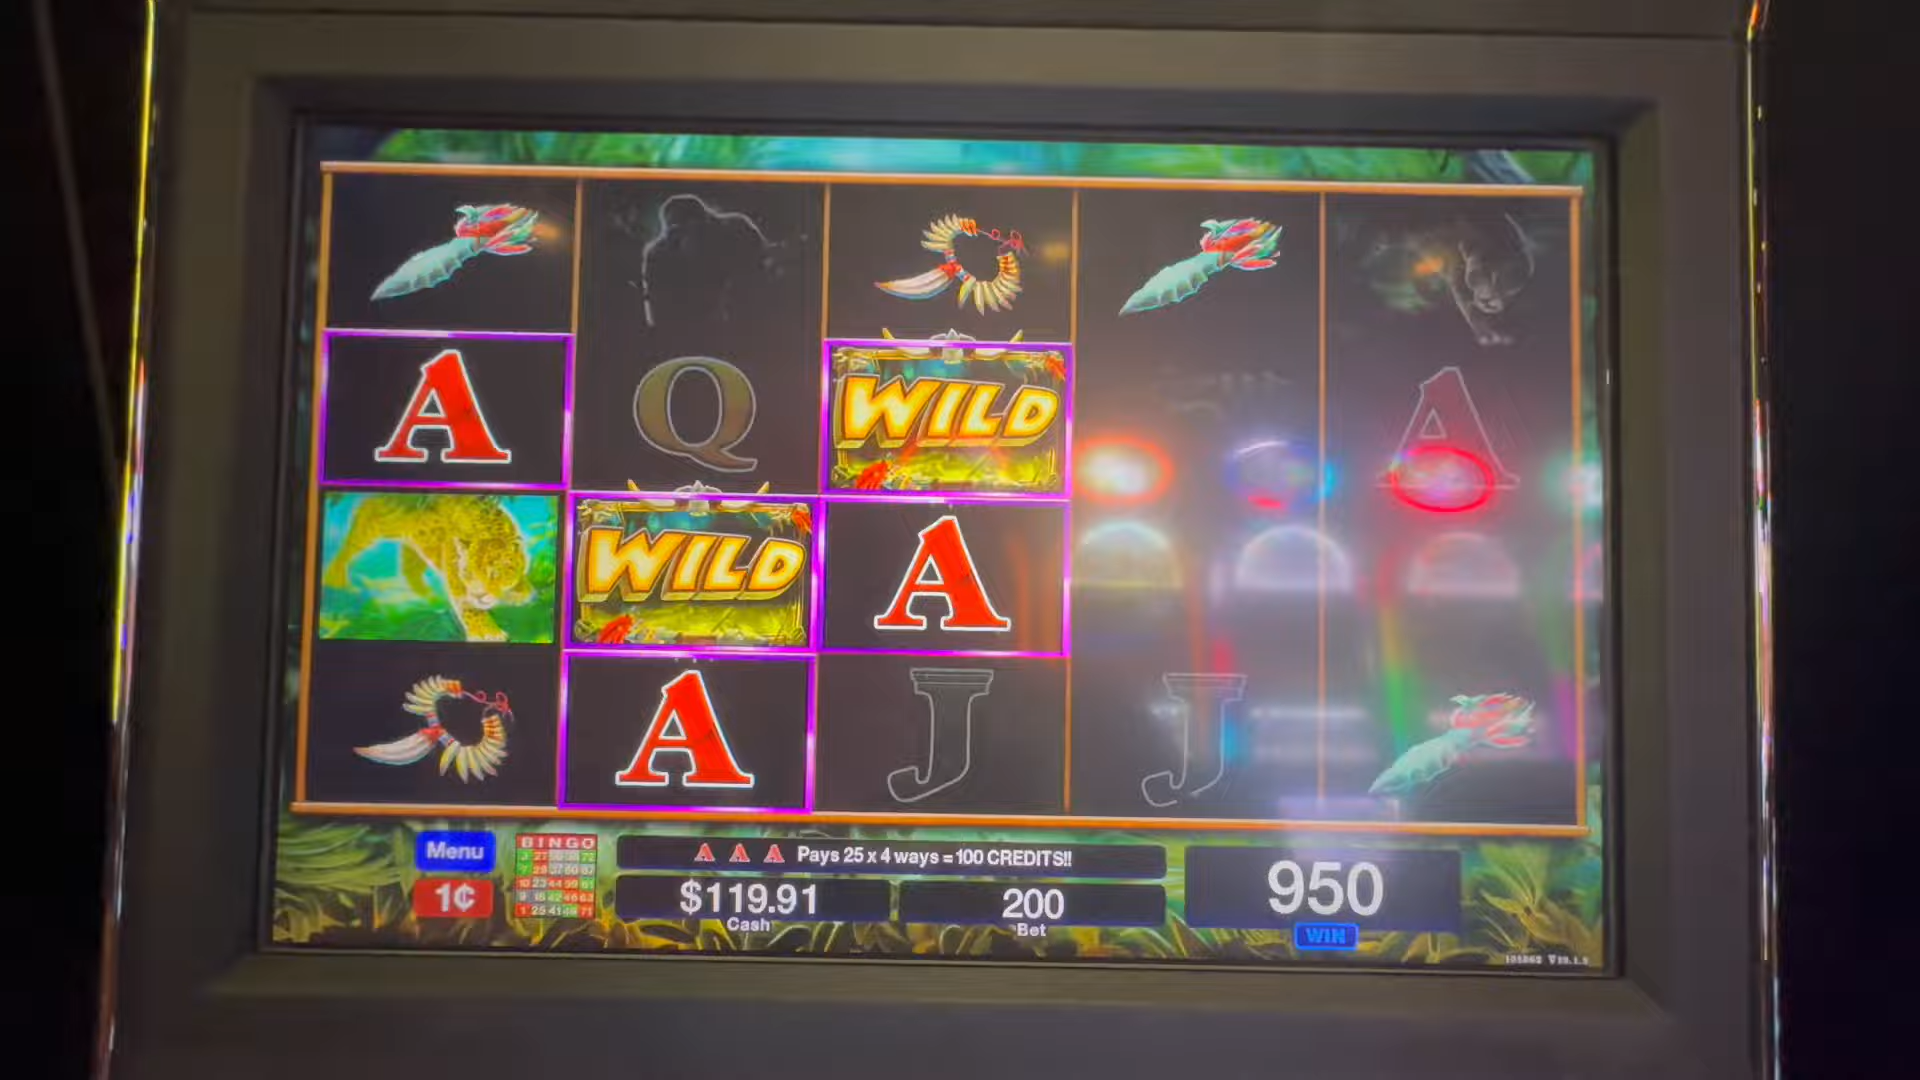 A
Q
WILD
A
WILD
A
A
J
J
Menu
BINGO
A A A Pays 25 x 4 ways = 100 CREDITS!!
1¢
$119.91
Cash
200
Bet
950
WIN